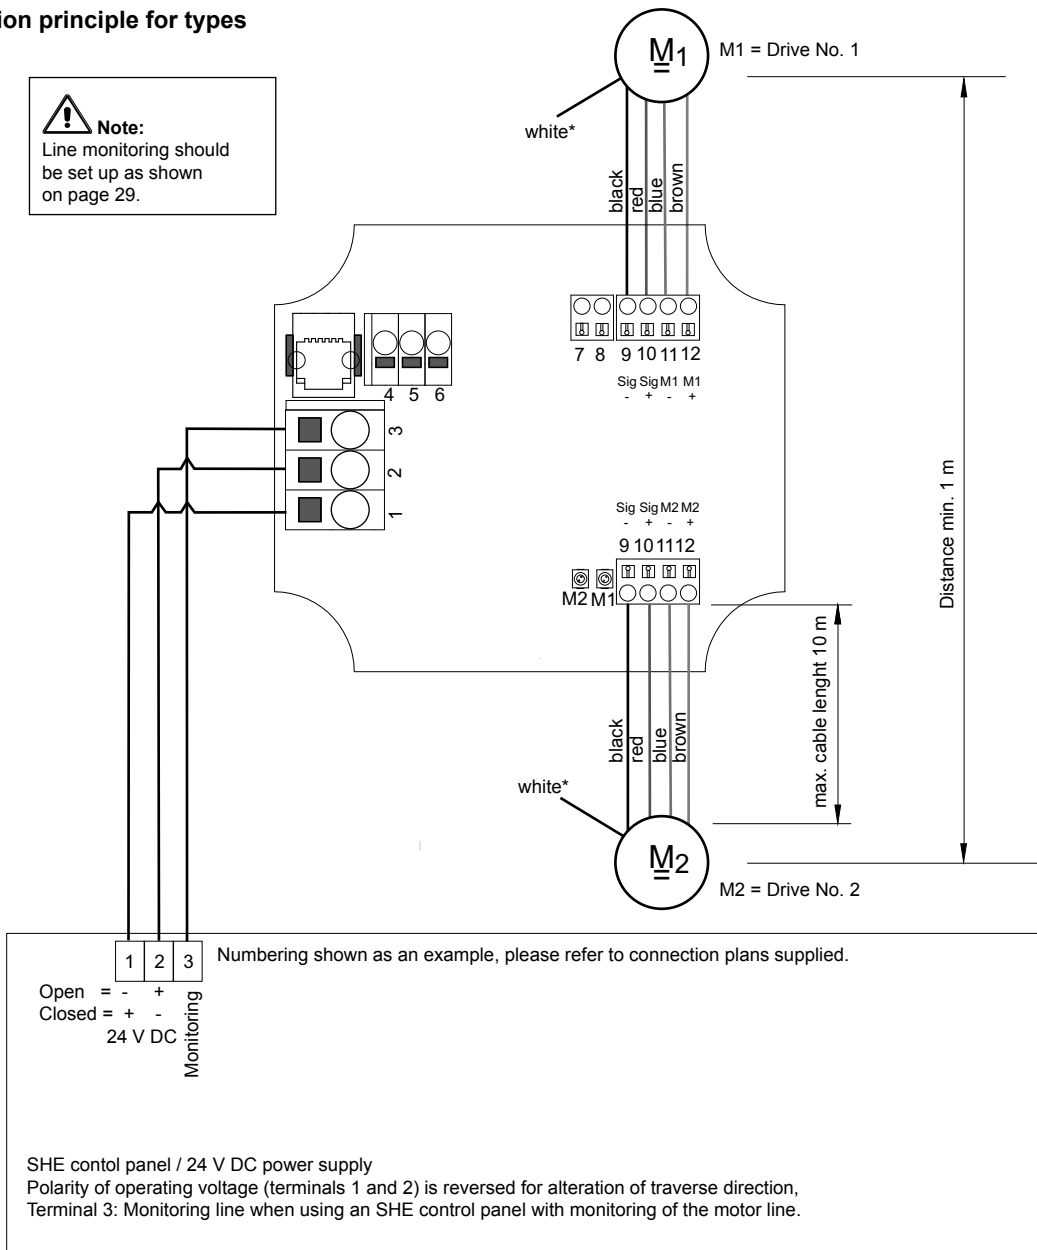 ion principle for types
M1
M1 = Drive No. 1
Note:
Line monitoring should
be set up as shown
on page 29.
white*
black
red
blue
brown
7 8 9 10 11 12
Sig Sig M1 M1
- + - +
4 5 6
3
2
1
Sig Sig M2 M2
- + - +
9 10 11 12
M2 M1
Distance min. 1 m
max. cable lenght 10 m
black
red
blue
brown
white*
M2
M2 = Drive No. 2
1 2 3
Numbering shown as an example, please refer to connection plans supplied.
Open = - +
Closed = + -
24 V DC
Monitoring
SHE contol panel / 24 V DC power supply
Polarity of operating voltage (terminals 1 and 2) is reversed for alteration of traverse direction,
Terminal 3: Monitoring line when using an SHE control panel with monitoring of the motor line.